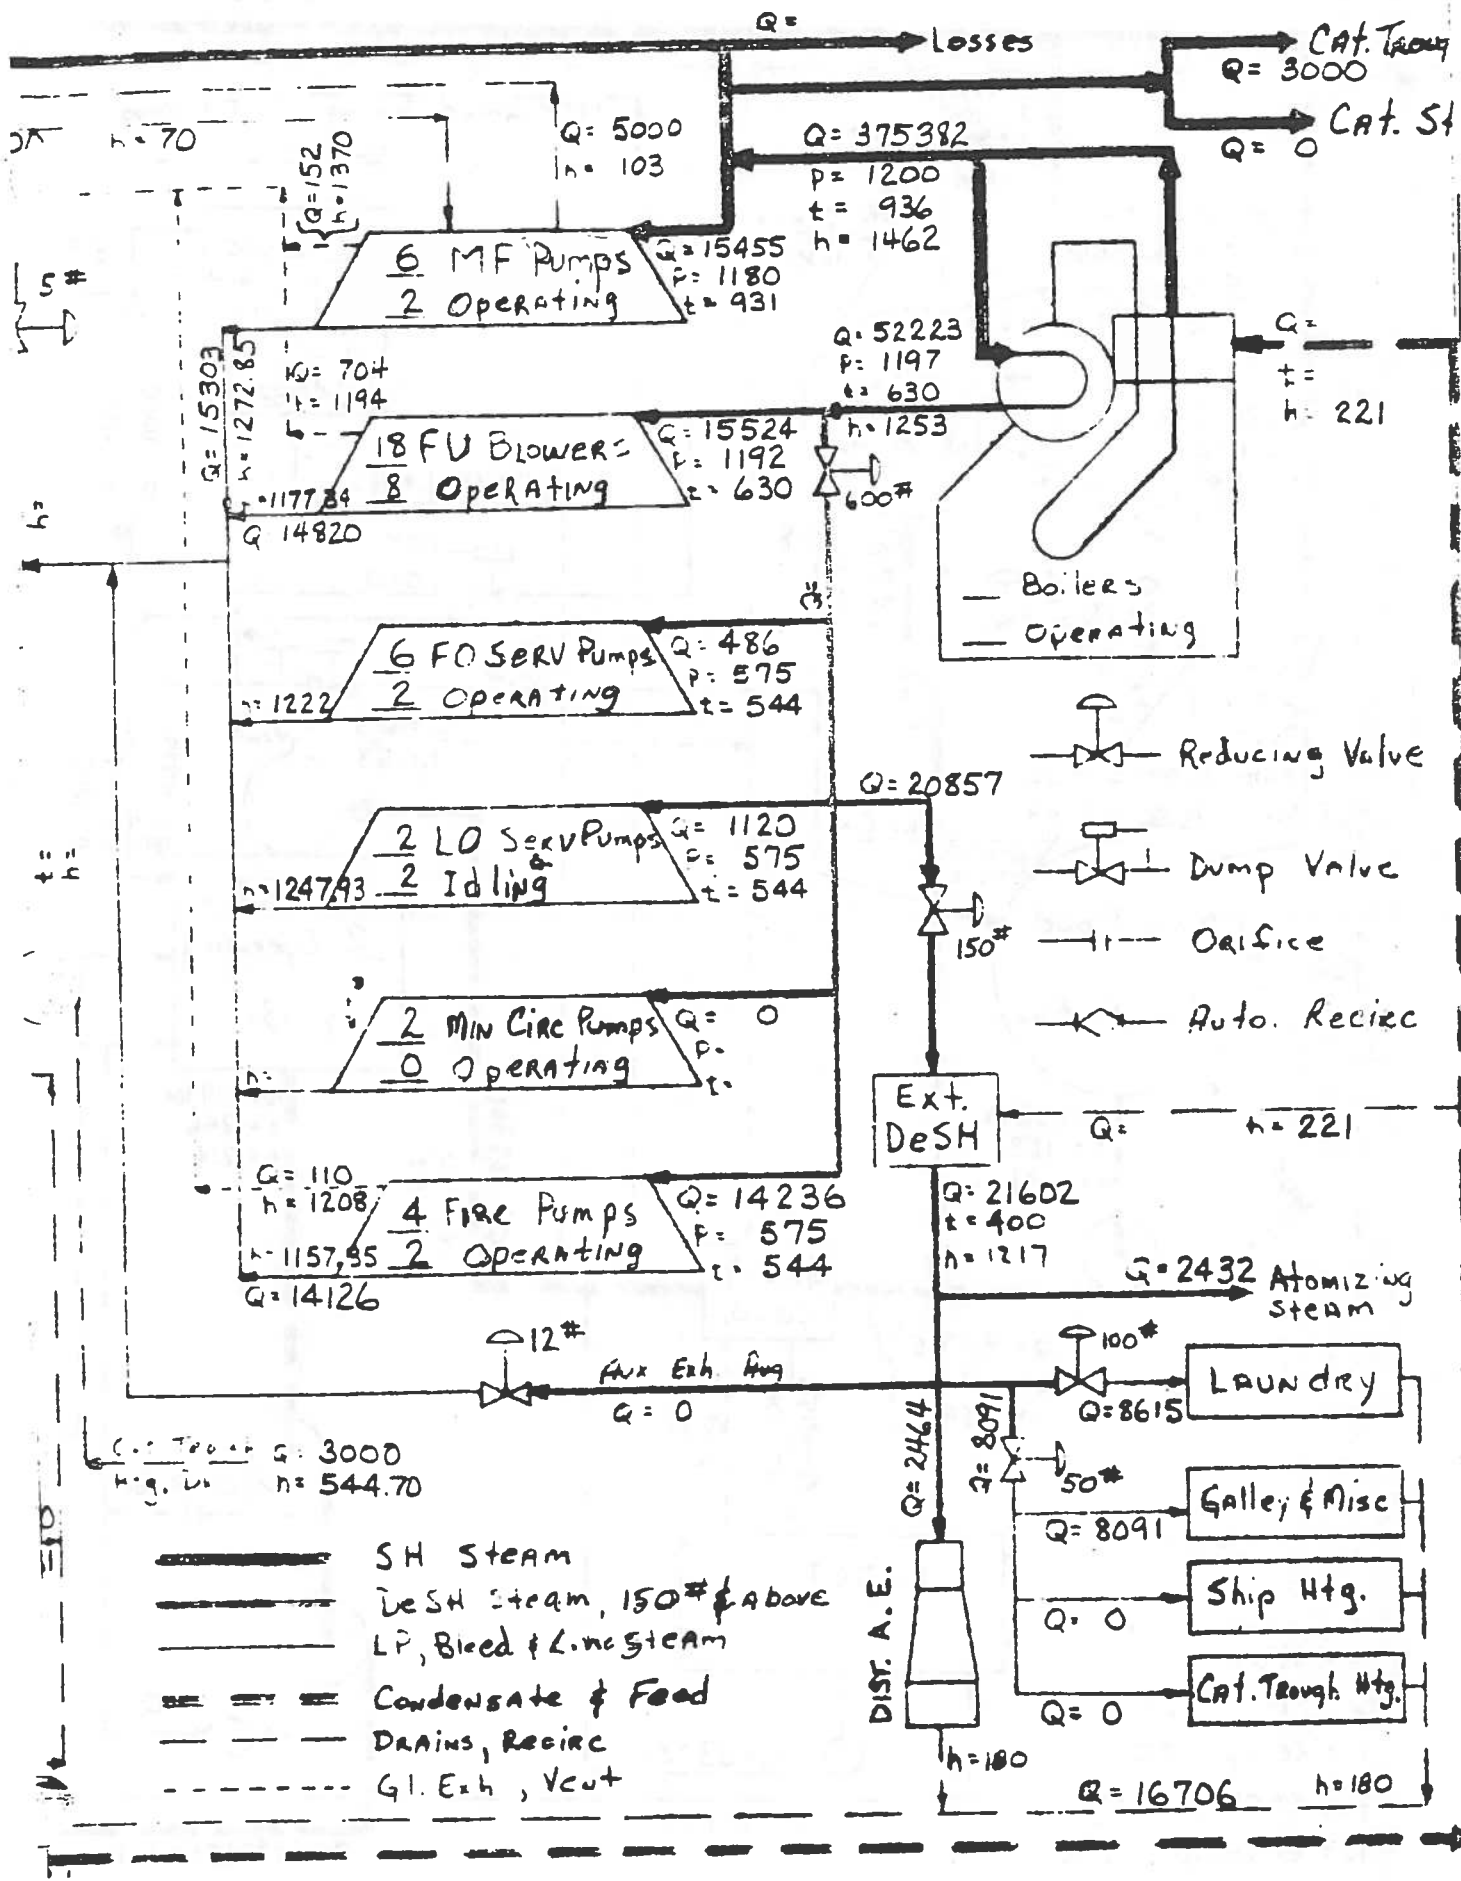 Q=
Losses
CAt. Troug
Q= 3000
CAt. St
Q= 0
h= 70
Q= 5000
h= 103
Q=152
h=1370
Q= 375382
p= 1200
t= 936
h= 1462
6 MF Pumps
2 Operating
Q=15455
P= 1180
t= 931
5#
Q= 15303
h=1272.85
Q= 704
h= 1194
Q= 52223
P= 1197
t= 630
h=1253
Q=
t=
h= 221
18 FV Blowers
8 Operating
Q=15524
P= 1192
t= 630
600#
=1177.84
Q 14820
h=
Boilers
Operating
6 FO Serv Pumps
2 Operating
Q= 486
P= 575
t= 544
h=1222
Reducing Valve
Q=20857
2 LO Serv Pumps
&
2 Idling
Q= 1120
P= 575
t= 544
h=1247.93
t=
h=
150#
Dump Valve
Orifice
Auto. Recirc
2 Min Circ Pumps
0 Operating
Q= 0
P=
t=
h=
Ext.
DeSH
Q=
h= 221
Q= 110
h= 1208
4 Fire Pumps
2 Operating
Q=14236
P= 575
t= 544
h=1157.95
Q=14126
Q= 21602
t= 400
h=1217
Q=2432
Atomizing
Steam
12#
Aux Exh Aug
Q= 0
100#
Laundry
Q=8615
Q=2464
Q=8091
50#
Galley & Misc
Q=8091
Q= 3000
h= 544.70
Ship Htg.
Q= 0
Cat. Trough Htg.
Q= 0
DIST. A.E.
h=180
Q= 16706
h=180
SH Steam
DeSH Steam, 150# & Above
LP, Bleed & Line Steam
Condensate & Feed
Drains, Recirc
Gl. Exh, Vent